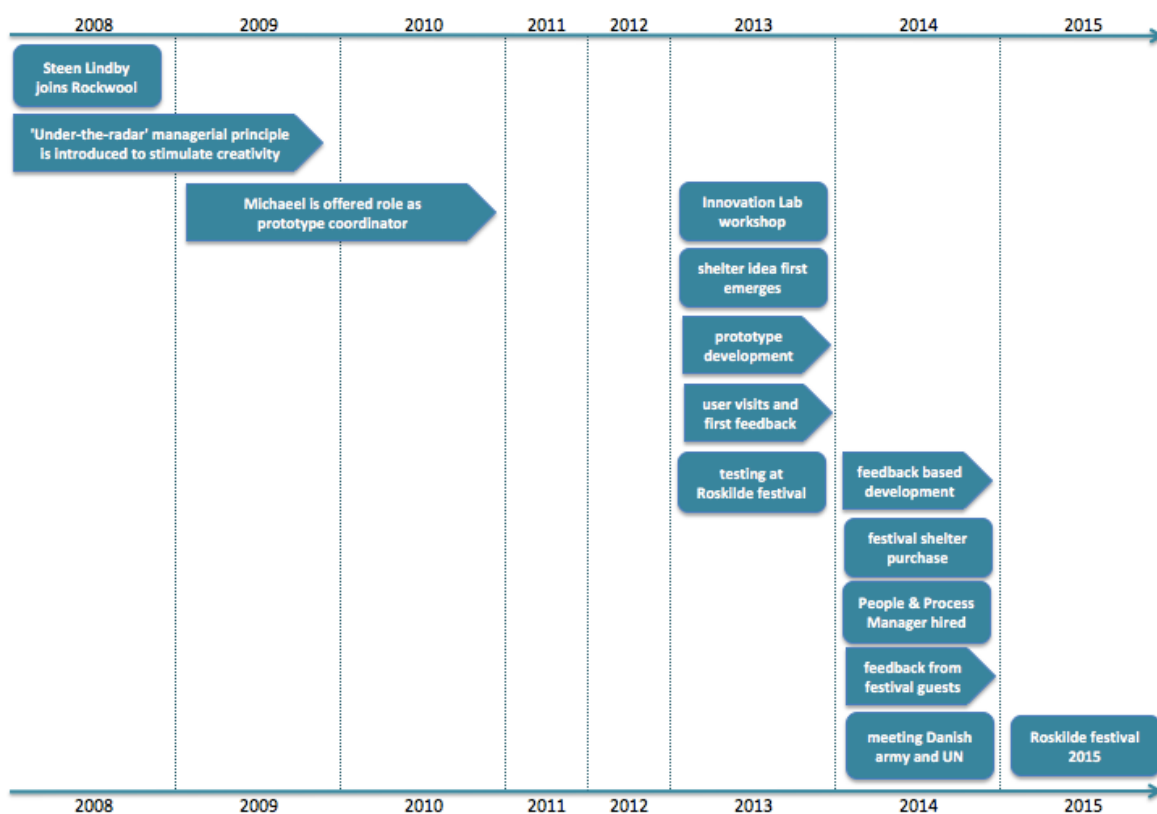 2008 2009 2010 2011 2012 2013 2014 2015
Steen Lindby
joins Rockwool
'Under-the-radar' managerial principle
is introduced to stimulate creativity
Michaeel is offered role as
prototype coordinator
Innovation Lab
workshop
shelter idea first
emerges
prototype
development
user visits and
first feedback
testing at
Roskilde festival
feedback based
development
festival shelter
purchase
People & Process
Manager hired
feedback from
festival guests
meeting Danish
army and UN
Roskilde festival
2015
2008 2009 2010 2011 2012 2013 2014 2015